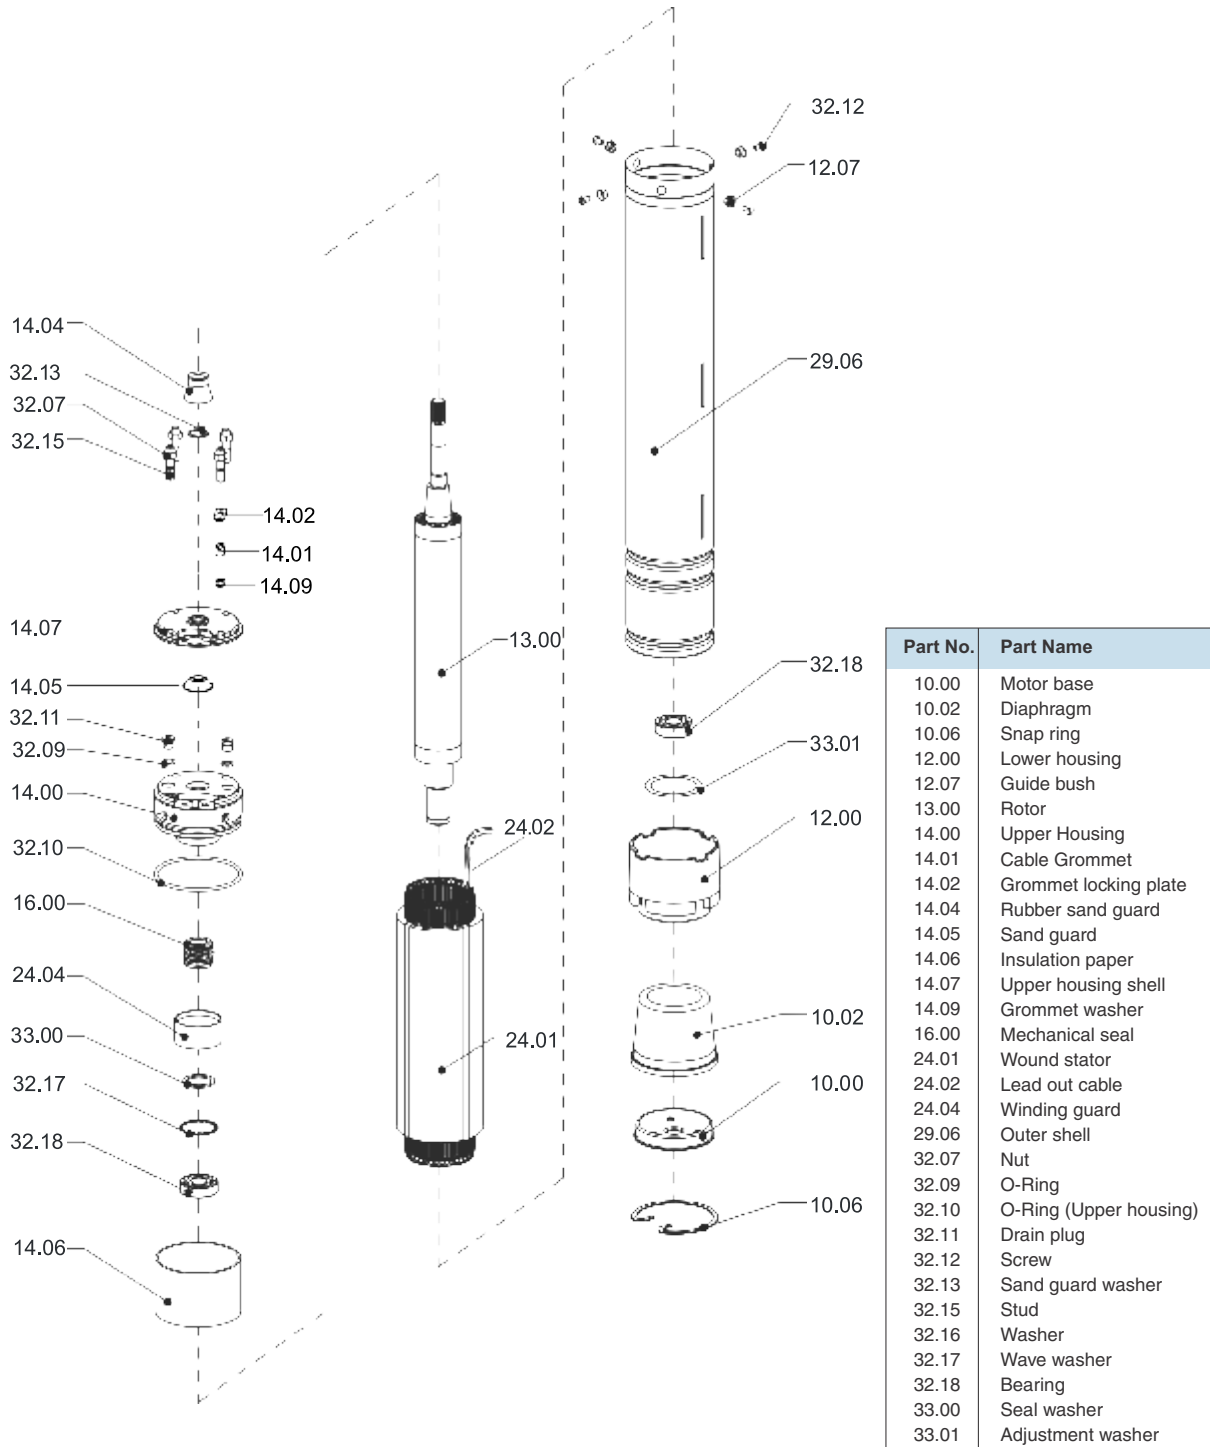 32.12
12.07
14.04
32.13
32.07
32.15
29.06
14.02
14.01
14.09
14.07
13.00
32.18
14.05
32.11
32.09
33.01
14.00
24.02
12.00
32.10
16.00
24.04
10.02
33.00
24.01
32.17
10.00
32.18
10.06
14.06
Part No. Part Name
10.00 Motor base
10.02 Diaphragm
10.06 Snap ring
12.00 Lower housing
12.07 Guide bush
13.00 Rotor
14.00 Upper Housing
14.01 Cable Grommet
14.02 Grommet locking plate
14.04 Rubber sand guard
14.05 Sand guard
14.06 Insulation paper
14.07 Upper housing shell
14.09 Grommet washer
16.00 Mechanical seal
24.01 Wound stator
24.02 Lead out cable
24.04 Winding guard
29.06 Outer shell
32.07 Nut
32.09 O-Ring
32.10 O-Ring (Upper housing)
32.11 Drain plug
32.12 Screw
32.13 Sand guard washer
32.15 Stud
32.16 Washer
32.17 Wave washer
32.18 Bearing
33.00 Seal washer
33.01 Adjustment washer